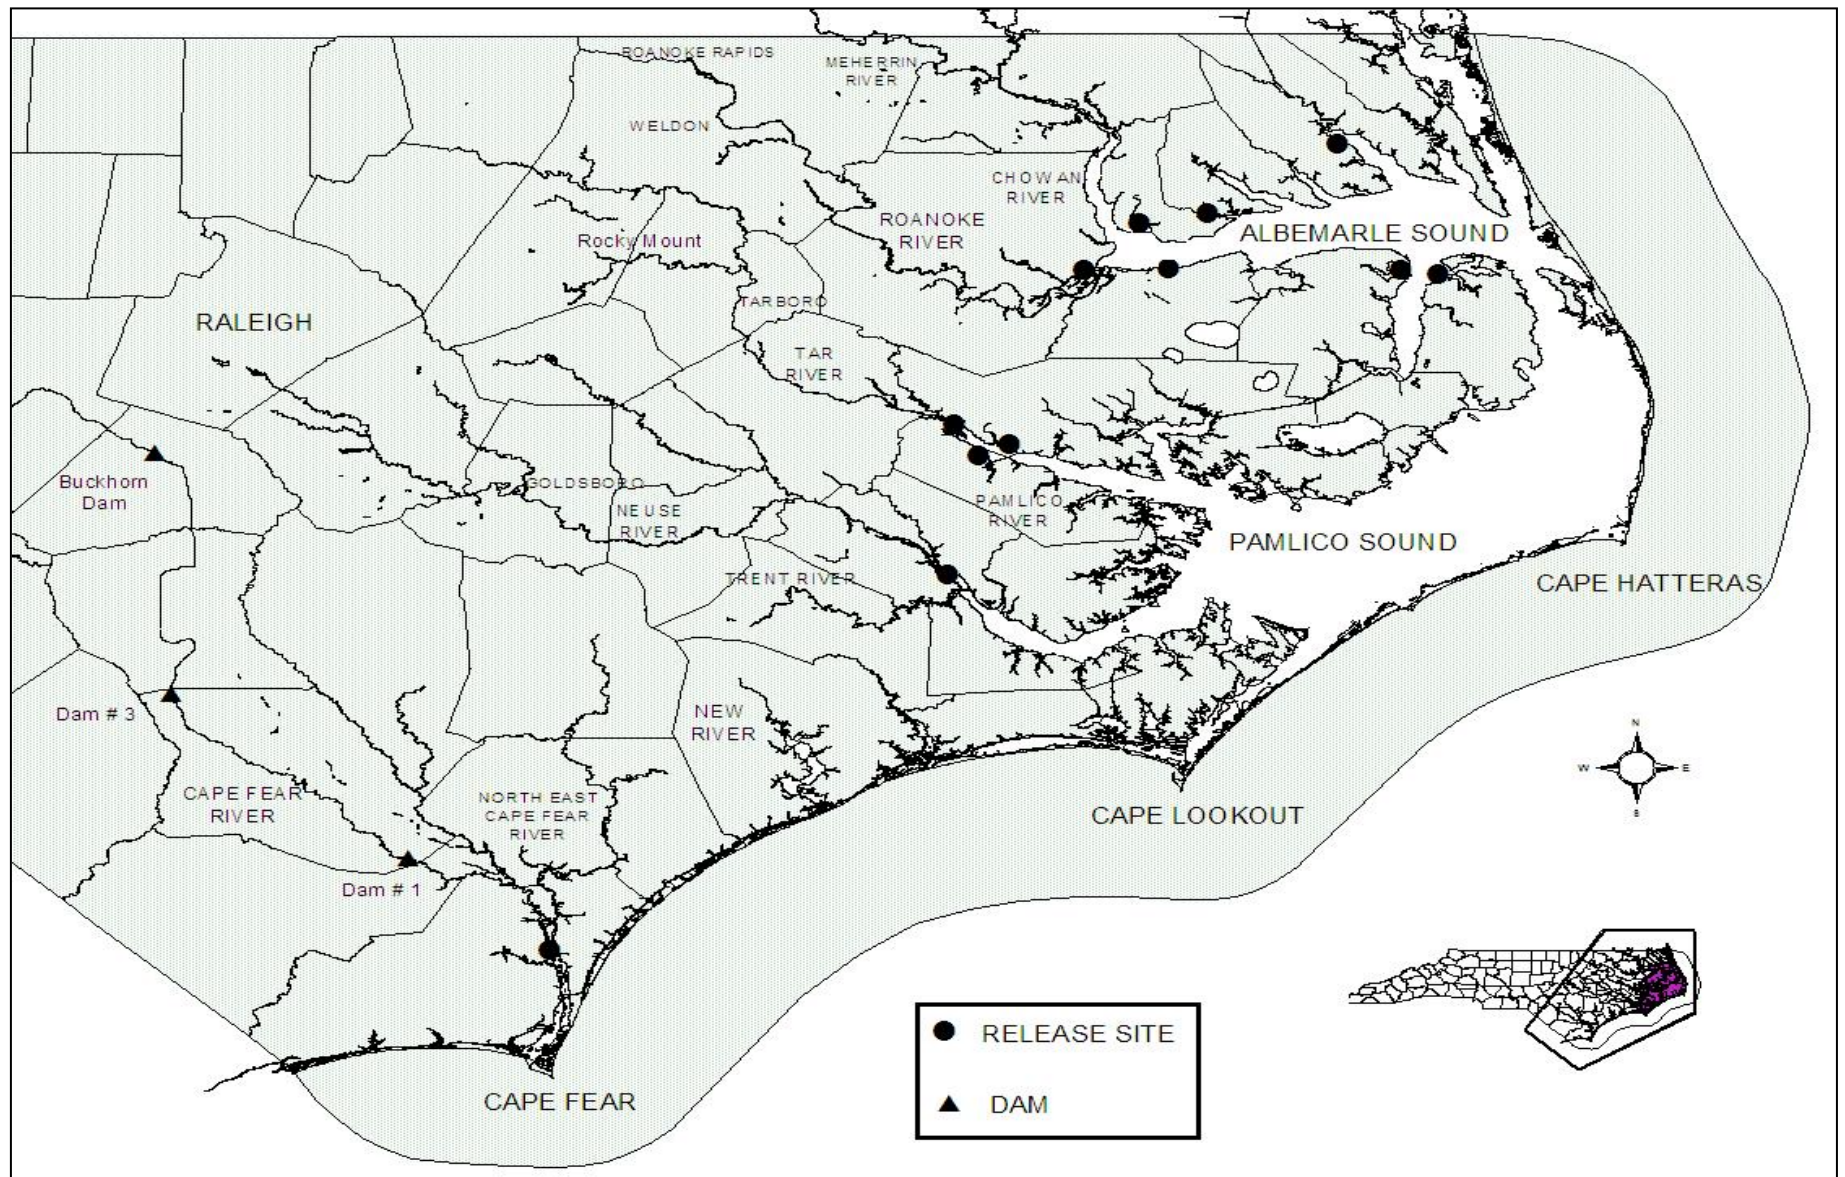 ROANOKE RAPIDS
MEHERRIN
RIVER
WELDON
CHOWAN
RIVER
ROANOKE
RIVER
Rocky Mount
ALBEMARLE SOUND
TARBORO
RALEIGH
TAR
RIVER
Buckhorn
Dam
GOLDSBORO
NEUSE
RIVER
PAMLICO
RIVER
PAMLICO SOUND
TRENT RIVER
CAPE HATTERAS
Dam # 3
NEW
RIVER
N
W
E
S
CAPE FEAR
RIVER
NORTH EAST
CAPE FEAR
RIVER
CAPE LOOKOUT
Dam # 1
RELEASE SITE
DAM
CAPE FEAR